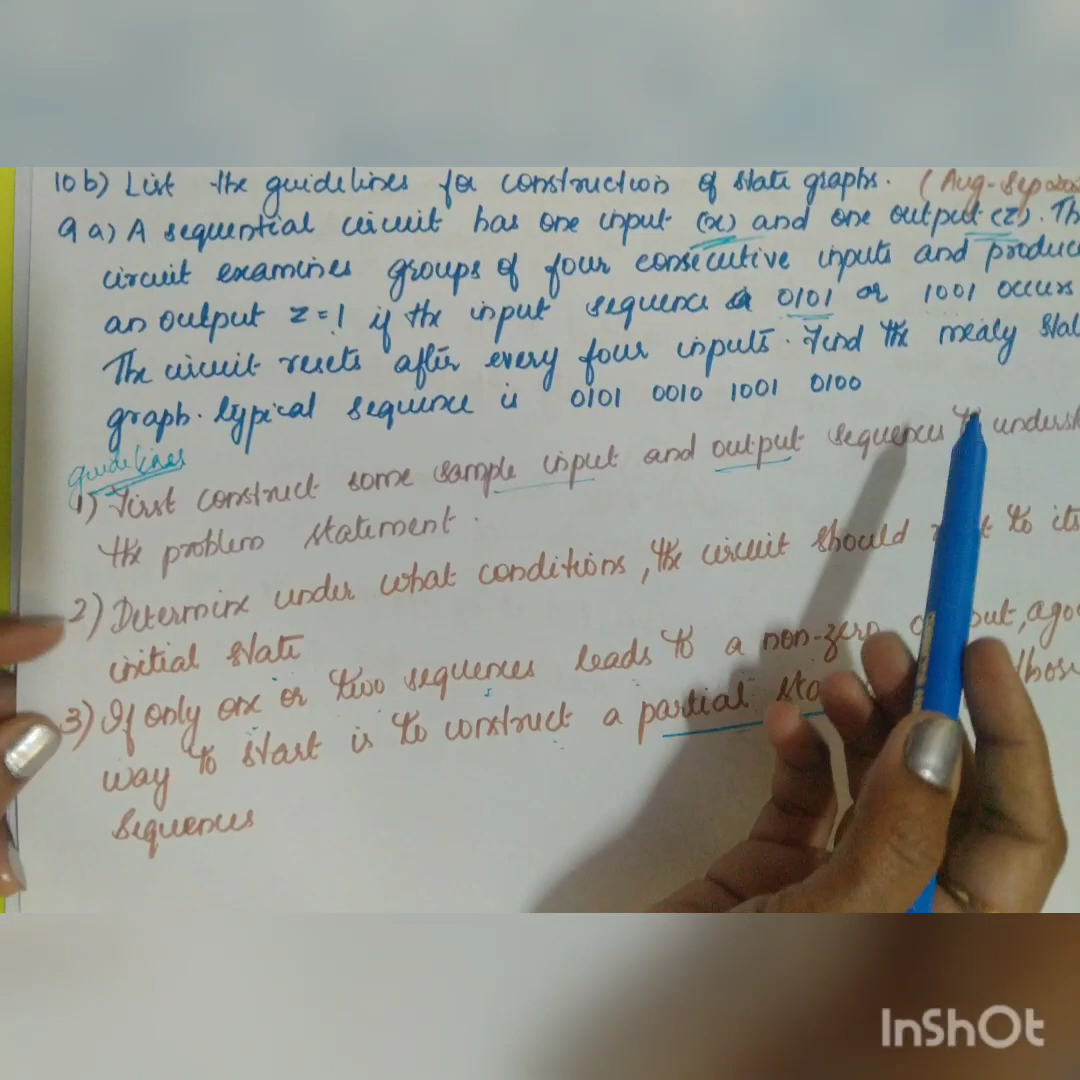 10 b) List the guidelines for construction of state graphs. (Aug-Sep
9 a) A sequential circuit has one input (x) and one output (z). Th
circuit examines groups of four consecutive inputs and produc
an output z=1 if the input sequence 0101 or 1001 occurs
The circuit resets after every four inputs. Find the mealy stat
graph. typical sequence is 0101 0010 1001 0100
guidelines
1) First construct some sample input and output sequences to underst
the problem statement.
2) Determine under what conditions, the circuit should to its
initial state
3) If only one or two sequences leads to a non-zero a goo
way to start is to construct a partial sta those
sequences
InShOt